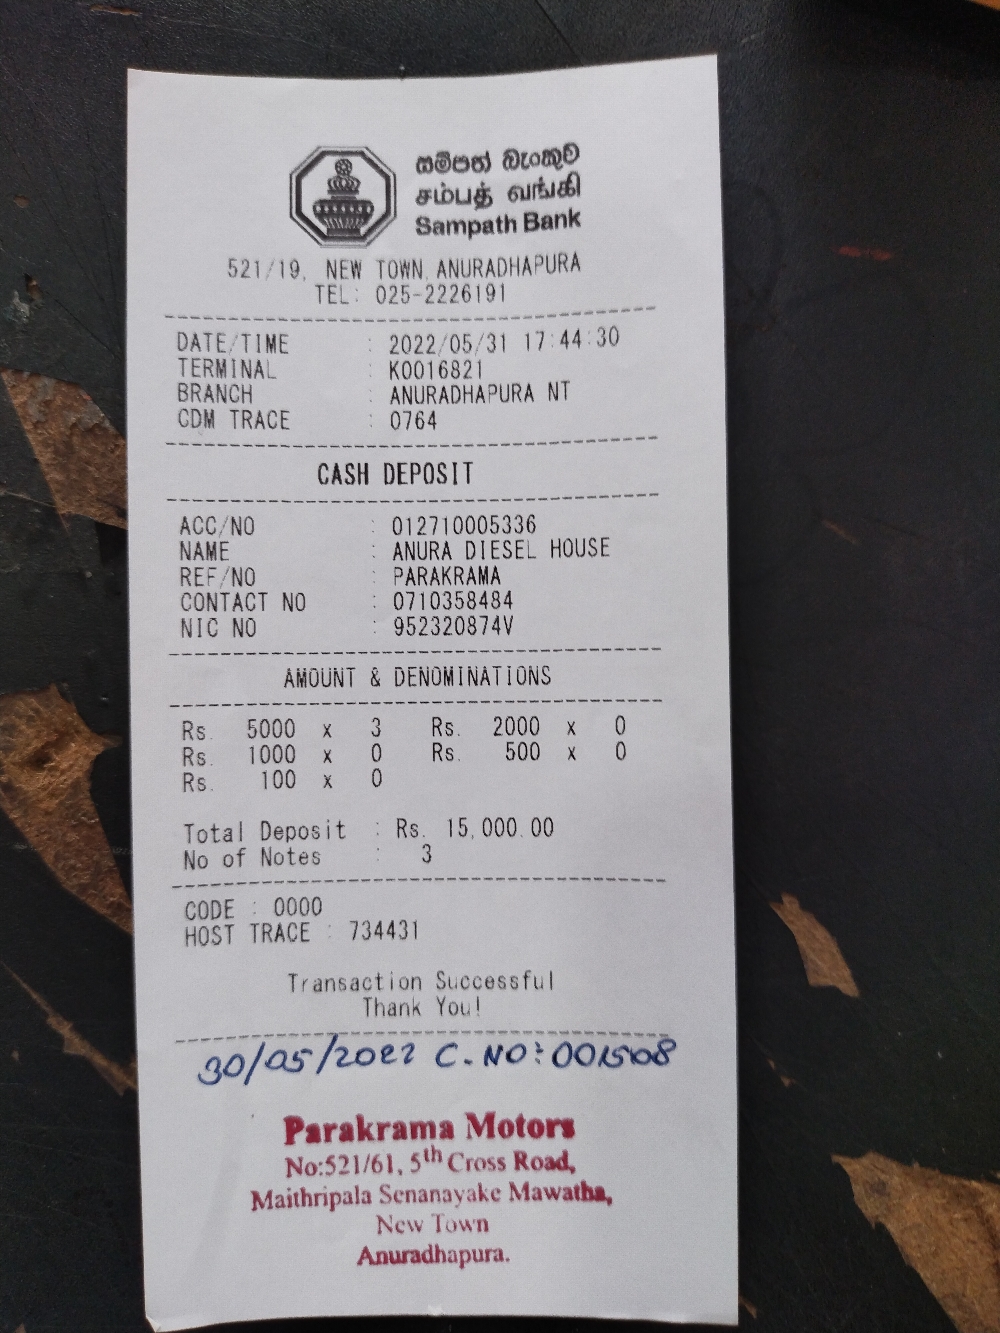 සම්පත් බැංකුව
சம்பத் வங்கி
Sampath Bank
521/19, NEW TOWN, ANURADHAPURA
TEL: 025-2226191
DATE/TIME : 2022/05/31 17:44:30
TERMINAL : K0016821
BRANCH : ANURADHAPURA NT
CDM TRACE : 0764
CASH DEPOSIT
ACC/NO : 012710005336
NAME : ANURA DIESEL HOUSE
REF/NO : PARAKRAMA
CONTACT NO : 0710358484
NIC NO : 952320874V
AMOUNT & DENOMINATIONS
Rs. 5000 x 3 Rs. 2000 x 0
Rs. 1000 x 0 Rs. 500 x 0
Rs. 100 x 0
Total Deposit : Rs. 15,000.00
No of Notes : 3
CODE : 0000
HOST TRACE : 734431
Transaction Successful
Thank You!
30/05/2022 C.NO: 001508
Parakrama Motors
No:521/61, 5th Cross Road,
Maithripala Senanayake Mawatha,
New Town
Anuradhapura.